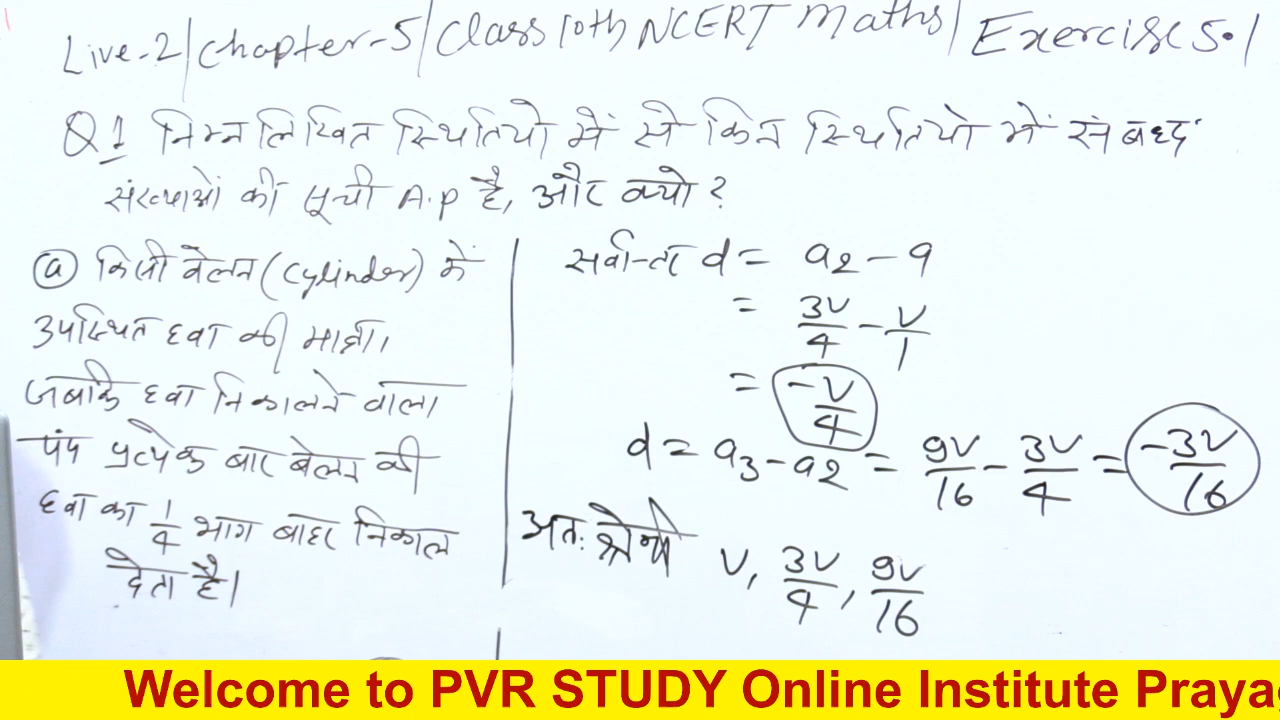 Live-2/Chapter-5/Class 10th NCERT Maths/Exercise 5.1
Q1 निम्नलिखित स्थितियों में से किन स्थितियों में संबद्ध
संख्याओं की सूची A.P है, और क्यों?
(a) किसी बेलन (Cylinder) में
उपस्थित हवा की मात्रा।
जबकि हवा निकालने वाला
पंप प्रत्येक बार बेलन की
हवा का 1/4 भाग बाहर निकाल
देता है।
सर्वान्तर d = a2 - a
= 3V/4 - V/1
= -V/4
d = a3 - a2 = 9V/16 - 3V/4 = -3V/16
अतः श्रेणी V, 3V/4, 9V/16
Welcome to PVR STUDY Online Institute Praya